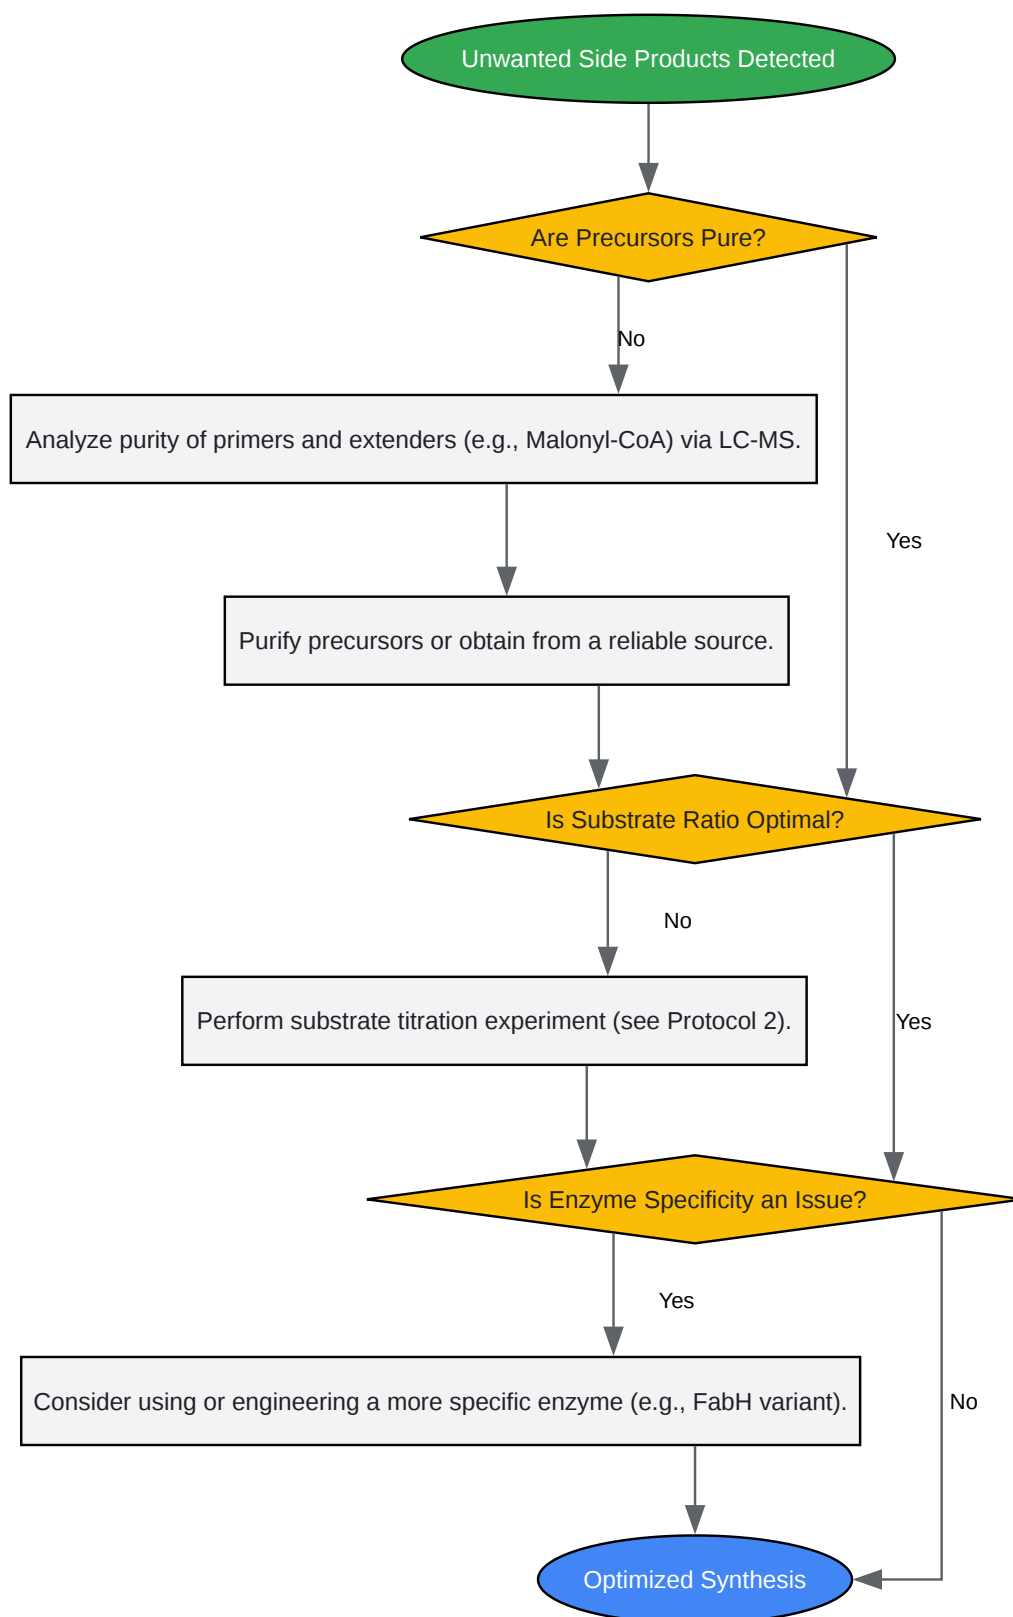 Unwanted Side Products Detected
Are Precursors Pure?
No
Analyze purity of primers and extenders (e.g., Malonyl-CoA) via LC-MS.
Yes
Purify precursors or obtain from a reliable source.
Is Substrate Ratio Optimal?
No
Perform substrate titration experiment (see Protocol 2).
Yes
Is Enzyme Specificity an Issue?
Yes
Consider using or engineering a more specific enzyme (e.g., FabH variant).
No
Optimized Synthesis